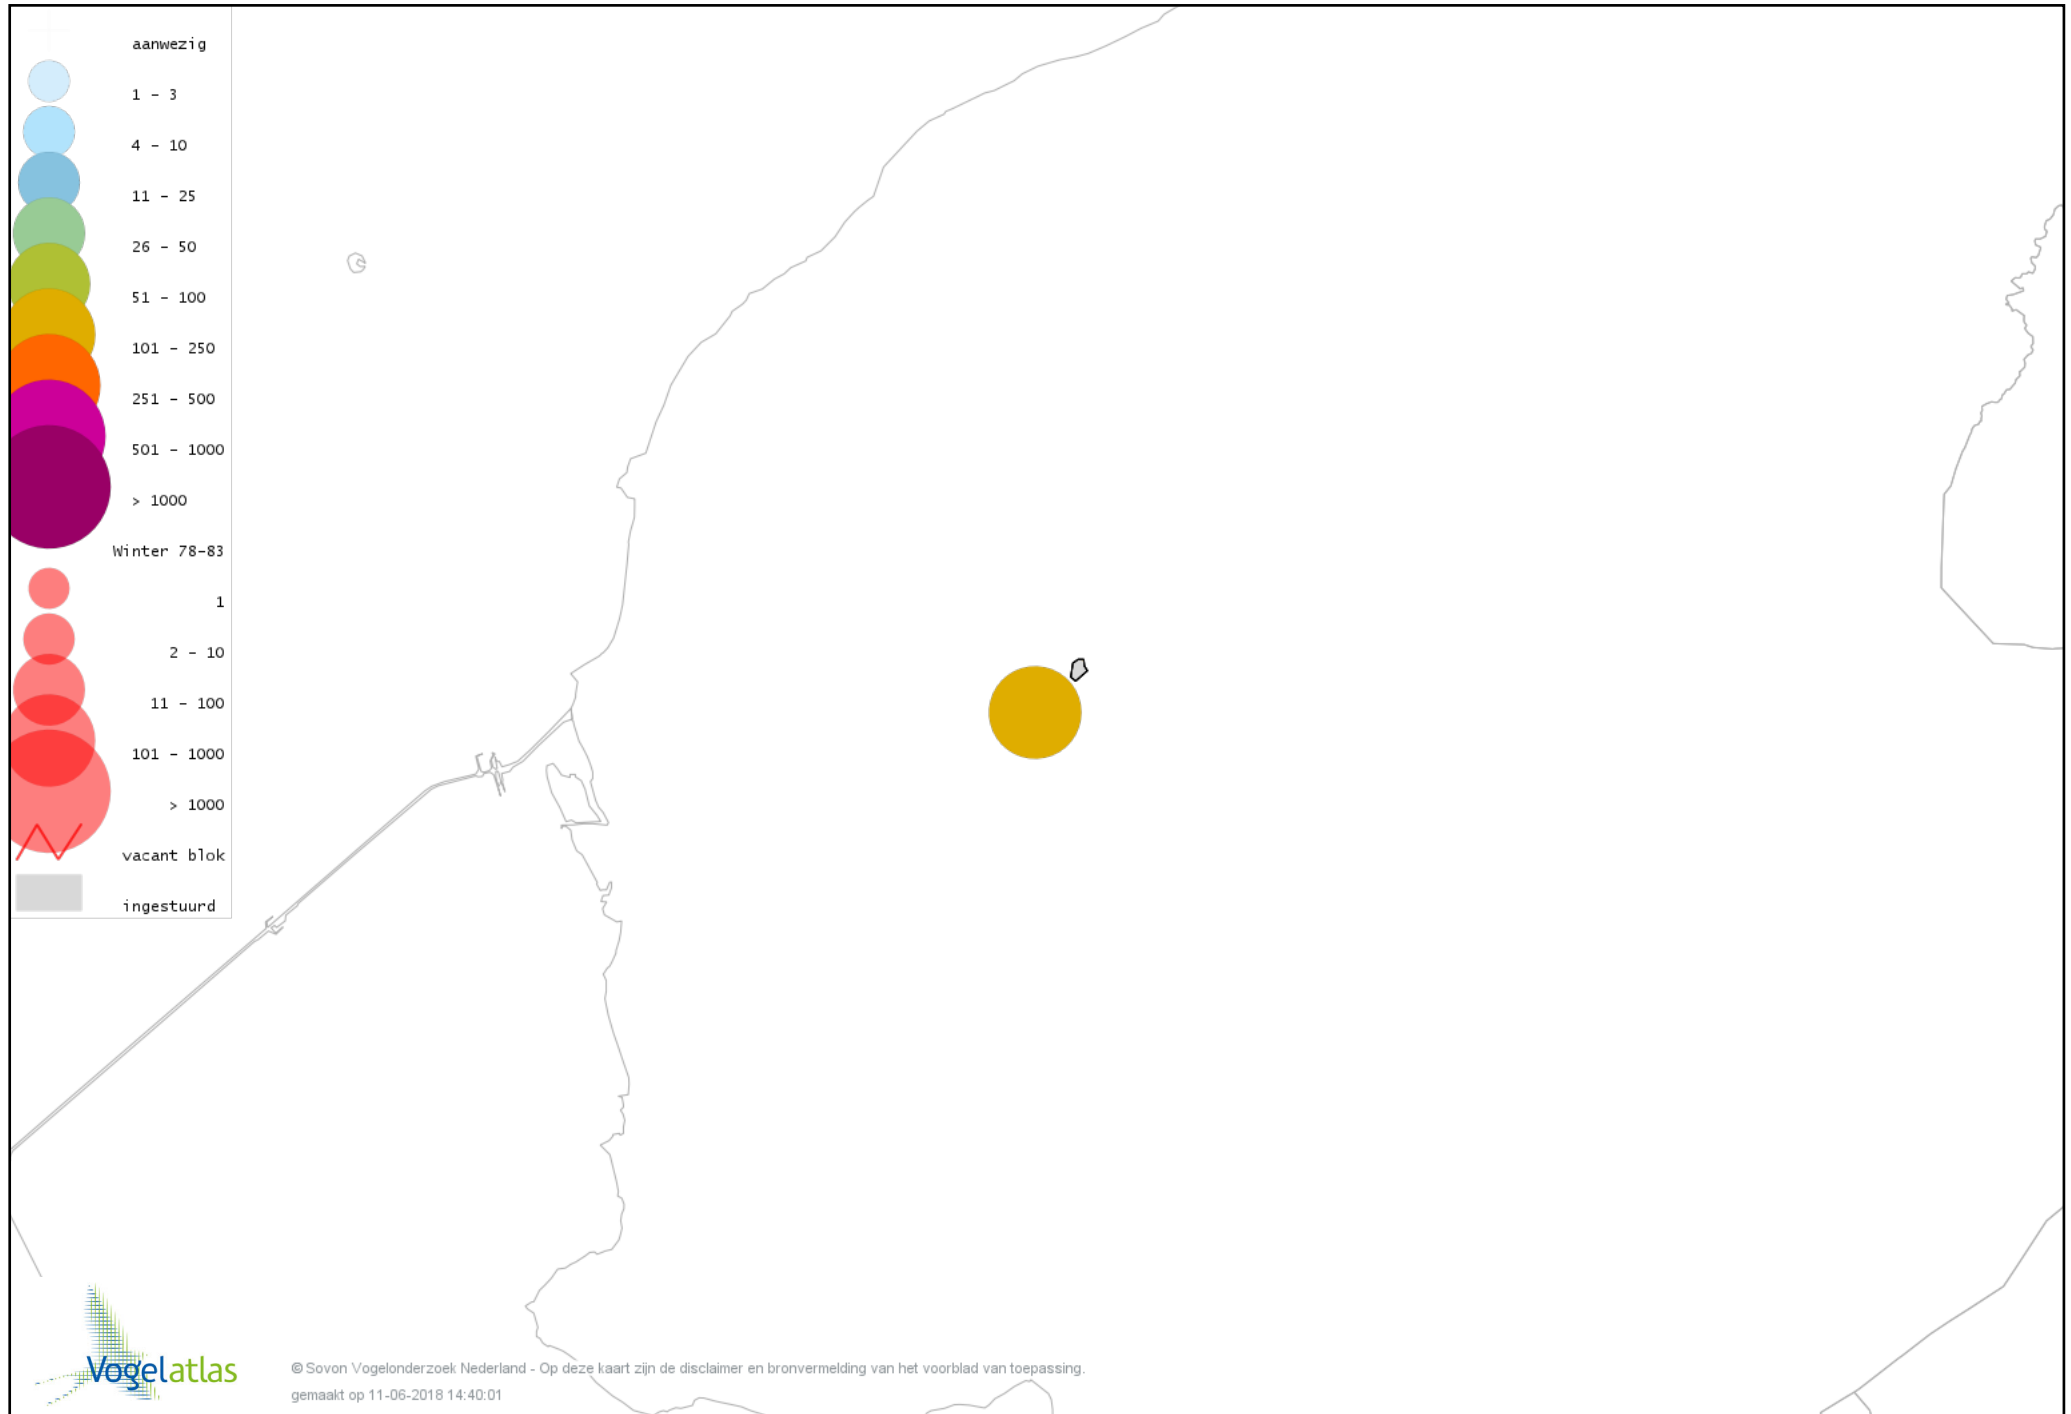 aanwezig
1 - 3
4 - 10
11 - 25
26 - 50
51 - 100
101 - 250
251 - 500
501 - 1000
> 1000
Winter 78-83
1
2 - 10
11 - 100
101 - 1000
> 1000
vacant blok
ingestuurd
Vogelatlas
© Sovon Vogelonderzoek Nederland - Op deze kaart zijn de disclaimer en bronvermelding van het voorblad van toepassing.
gemaakt op 11-06-2018 14:40:01